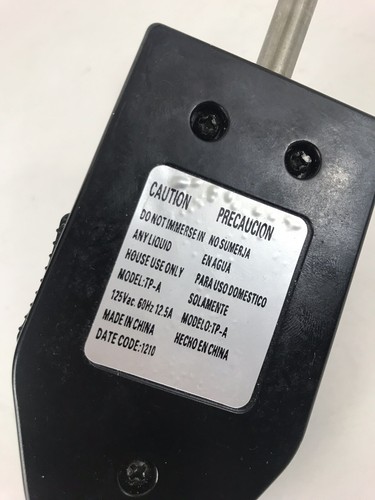 CAUTION
DO NOT IMMERSE IN
ANY LIQUID
HOUSE USE ONLY
MODEL:TP-A
125Vac. 60Hz 12.5A
MADE IN CHINA
DATE CODE:1210
PRECAUCION
NO SUMERJA
EN AGUA
PARA USO DOMESTICO
SOLAMENTE
MODELO:TP-A
HECHO EN CHINA